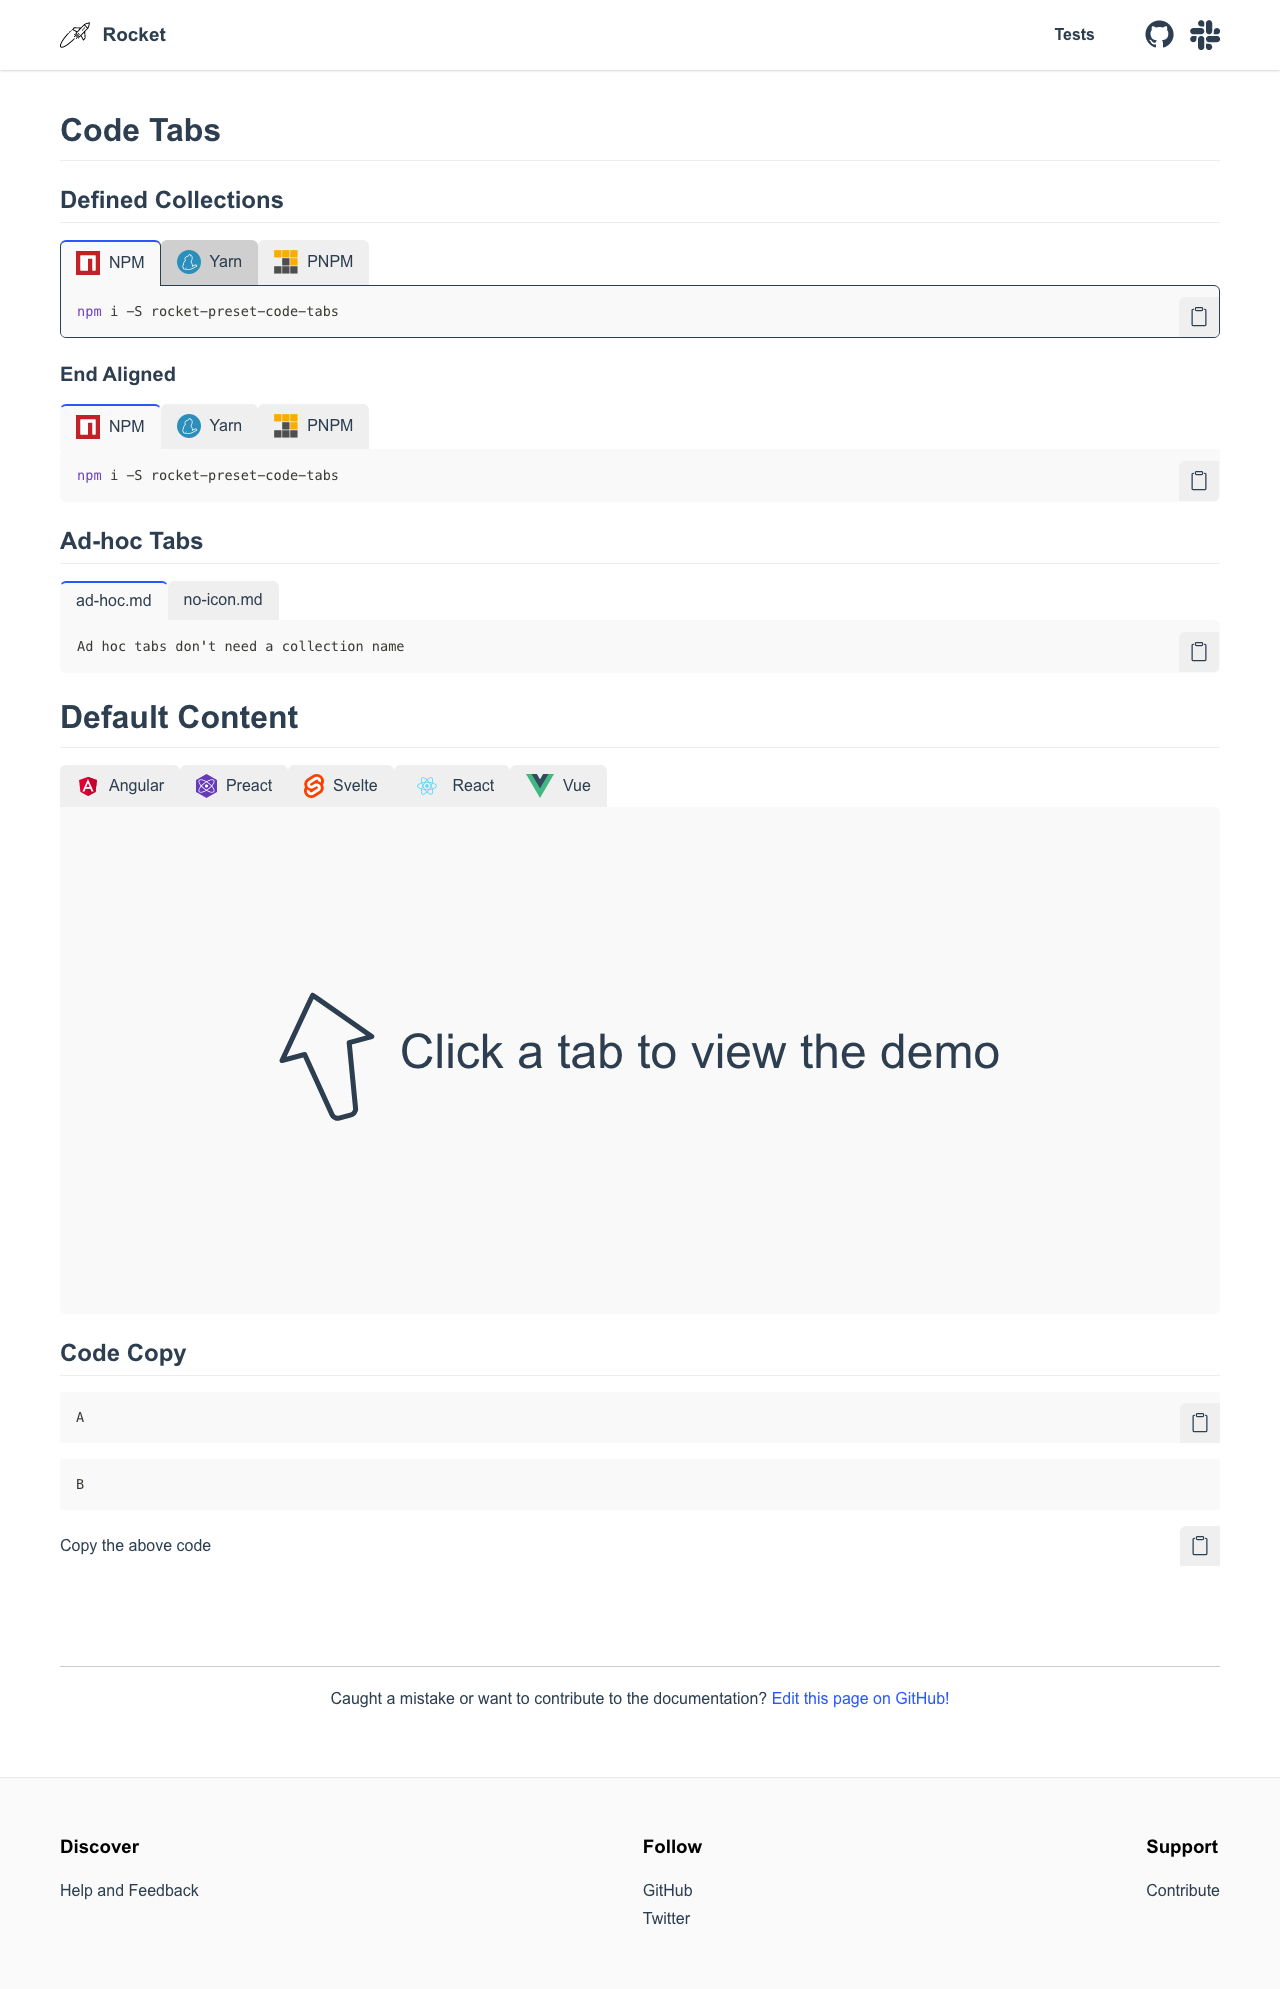 Rocket
Tests
Code Tabs
Defined Collections
NPM Yarn PNPM
npm i -S rocket-preset-code-tabs
End Aligned
NPM Yarn PNPM
npm i -S rocket-preset-code-tabs
Ad-hoc Tabs
ad-hoc.md no-icon.md
Ad hoc tabs don't need a collection name
Default Content
Angular Preact Svelte React Vue
Click a tab to view the demo
Code Copy
A
B
Copy the above code
Caught a mistake or want to contribute to the documentation? Edit this page on GitHub!
Discover
Help and Feedback
Follow
GitHub
Twitter
Support
Contribute